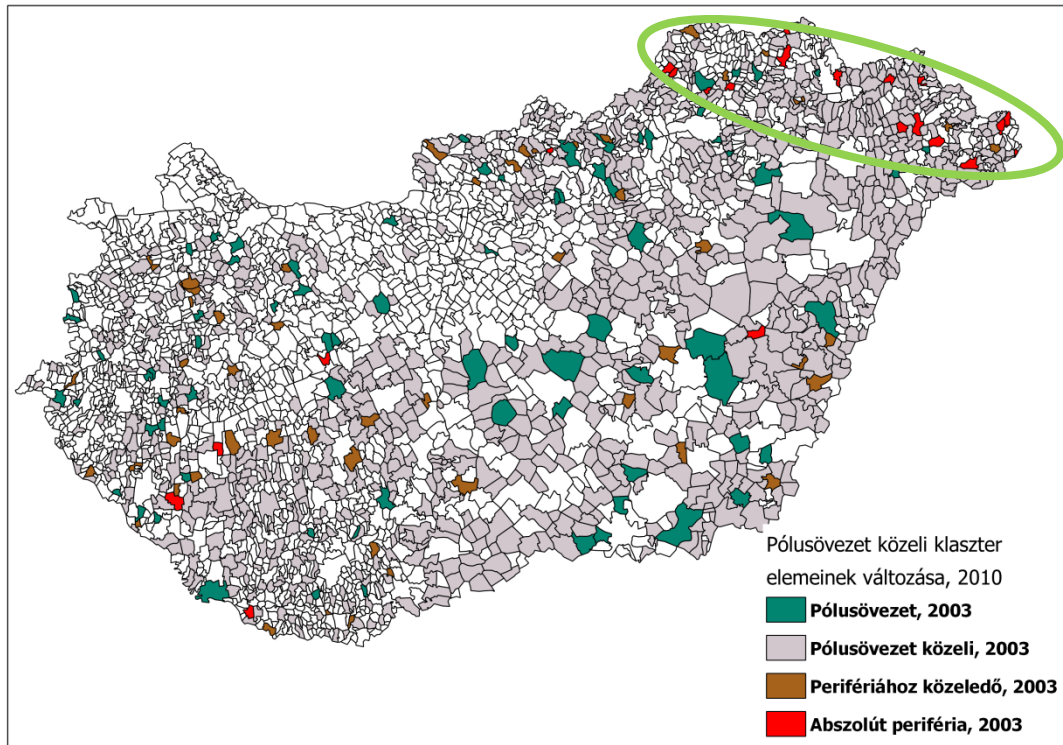 Pólusövezet közeli klaszter
elemeinek változása, 2010
Pólusövezet, 2003
Pólusövezet közeli, 2003
Perifériához közeledő, 2003
Abszolút periféria, 2003